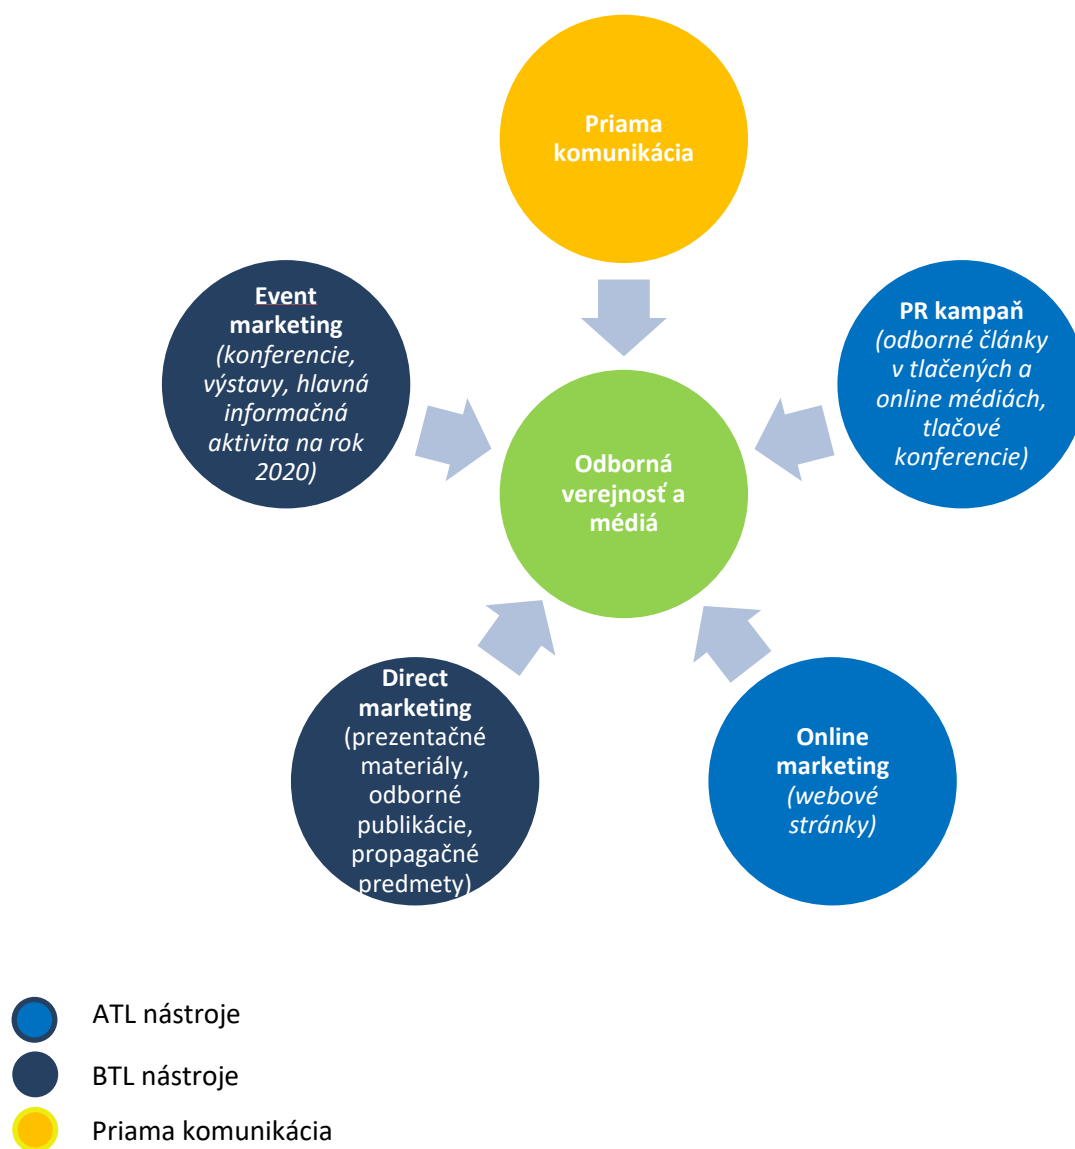 Priama
komunikácia
Event
marketing
(konferencie,
výstavy, hlavná
informačná
aktivita na rok
2020)
PR kampaň
(odborné články
v tlačených a
online médiách,
tlačové
konferencie)
Odborná
verejnosť a
médiá
Direct
marketing
(prezentačné
materiály,
odborné
publikácie,
propagačné
predmety)
Online
marketing
(webové
stránky)
ATL nástroje
BTL nástroje
Priama komunikácia